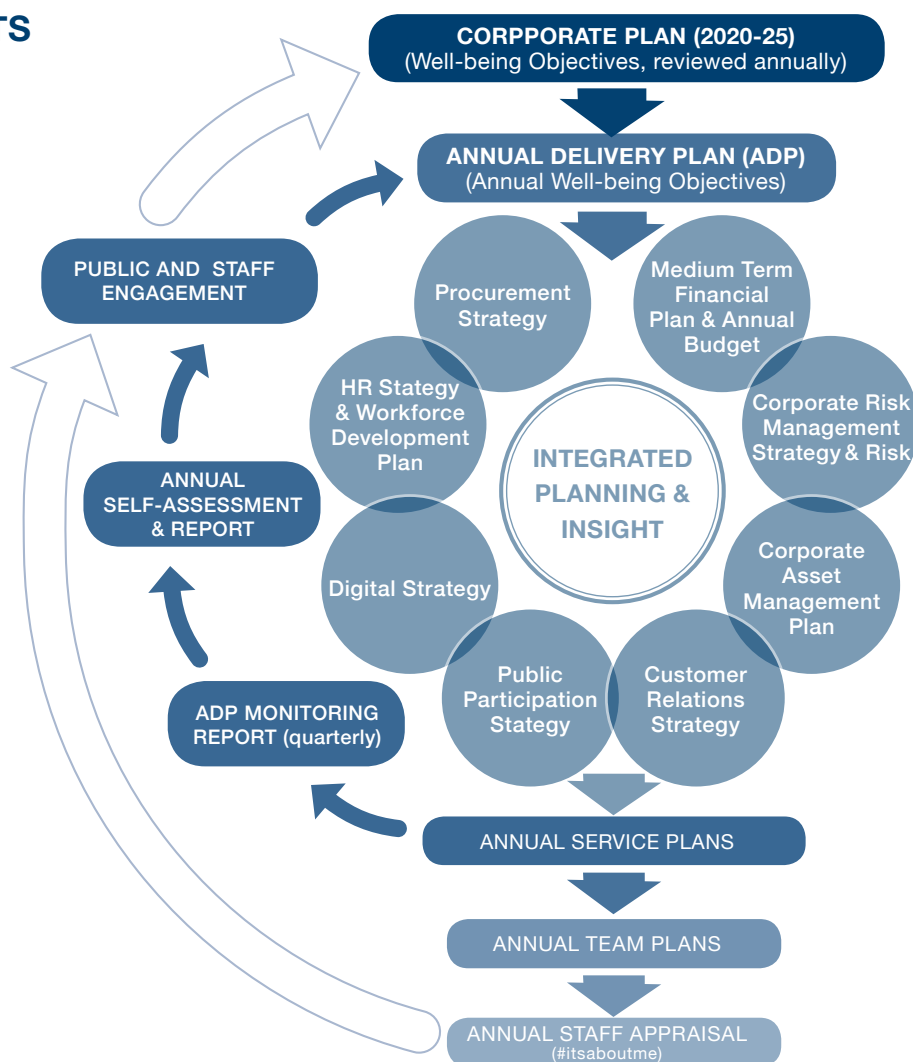 TS
CORPPORATE PLAN (2020-25)
(Well-being Objectives, reviewed annually)
ANNUAL DELIVERY PLAN (ADP)
(Annual Well-being Objectives)
PUBLIC AND STAFF
ENGAGEMENT
Procurement
Strategy
Medium Term
Financial
Plan & Annual
Budget
HR Stategy
& Workforce
Development
Plan
Corporate Risk
Management
Strategy & Risk
INTEGRATED
PLANNING &
INSIGHT
ANNUAL
SELF-ASSESSMENT
& REPORT
Digital Strategy
Corporate
Asset
Management
Plan
Public
Participation
Stategy
Customer
Relations
Strategy
ADP MONITORING
REPORT (quarterly)
ANNUAL SERVICE PLANS
ANNUAL TEAM PLANS
ANNUAL STAFF APPRAISAL
(#itsaboutme)